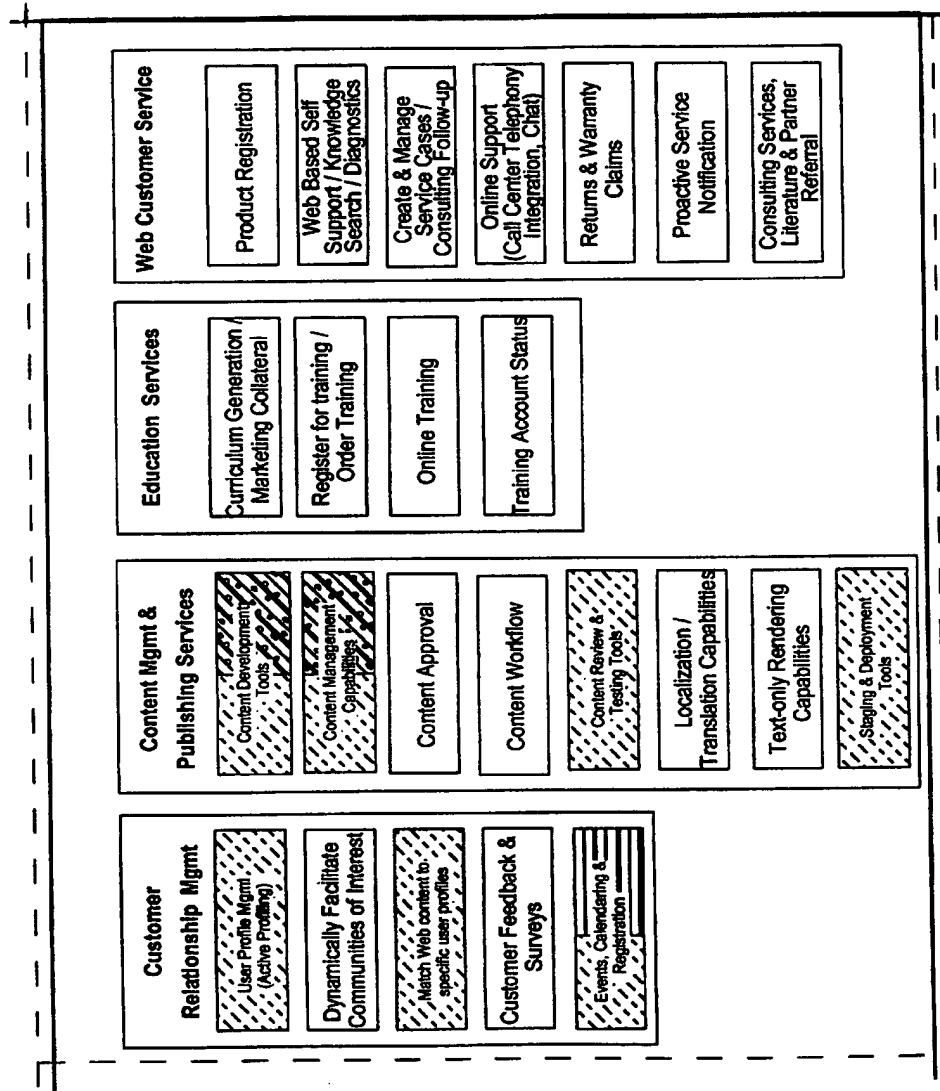 Customer
Relationship Mgmt
User Profile Mgmt
(Active Profiling)
Dynamically Facilitate
Communities of Interest
Match Web content to
specific user profiles
Customer Feedback &
Surveys
Events, Calendaring &
Registration
Content Mgmt &
Publishing Services
Content Development
Tools
Content Management
Capabilities
Content Approval
Content Workflow
Content Review &
Testing Tools
Localization /
Translation Capabilities
Text-only Rendering
Capabilities
Staging & Deployment
Tools
Education Services
Curriculum Generation /
Marketing Collateral
Register for training /
Order Training
Online Training
Training Account Status
Web Customer Service
Product Registration
Web Based Self
Support / Knowledge
Search / Diagnostics
Create & Manage
Service Cases /
Consulting Follow-up
Online Support
(Call Center Telephony
Integration, Chat)
Returns & Warranty
Claims
Proactive Service
Notification
Consulting Services,
Literature & Partner
Referral